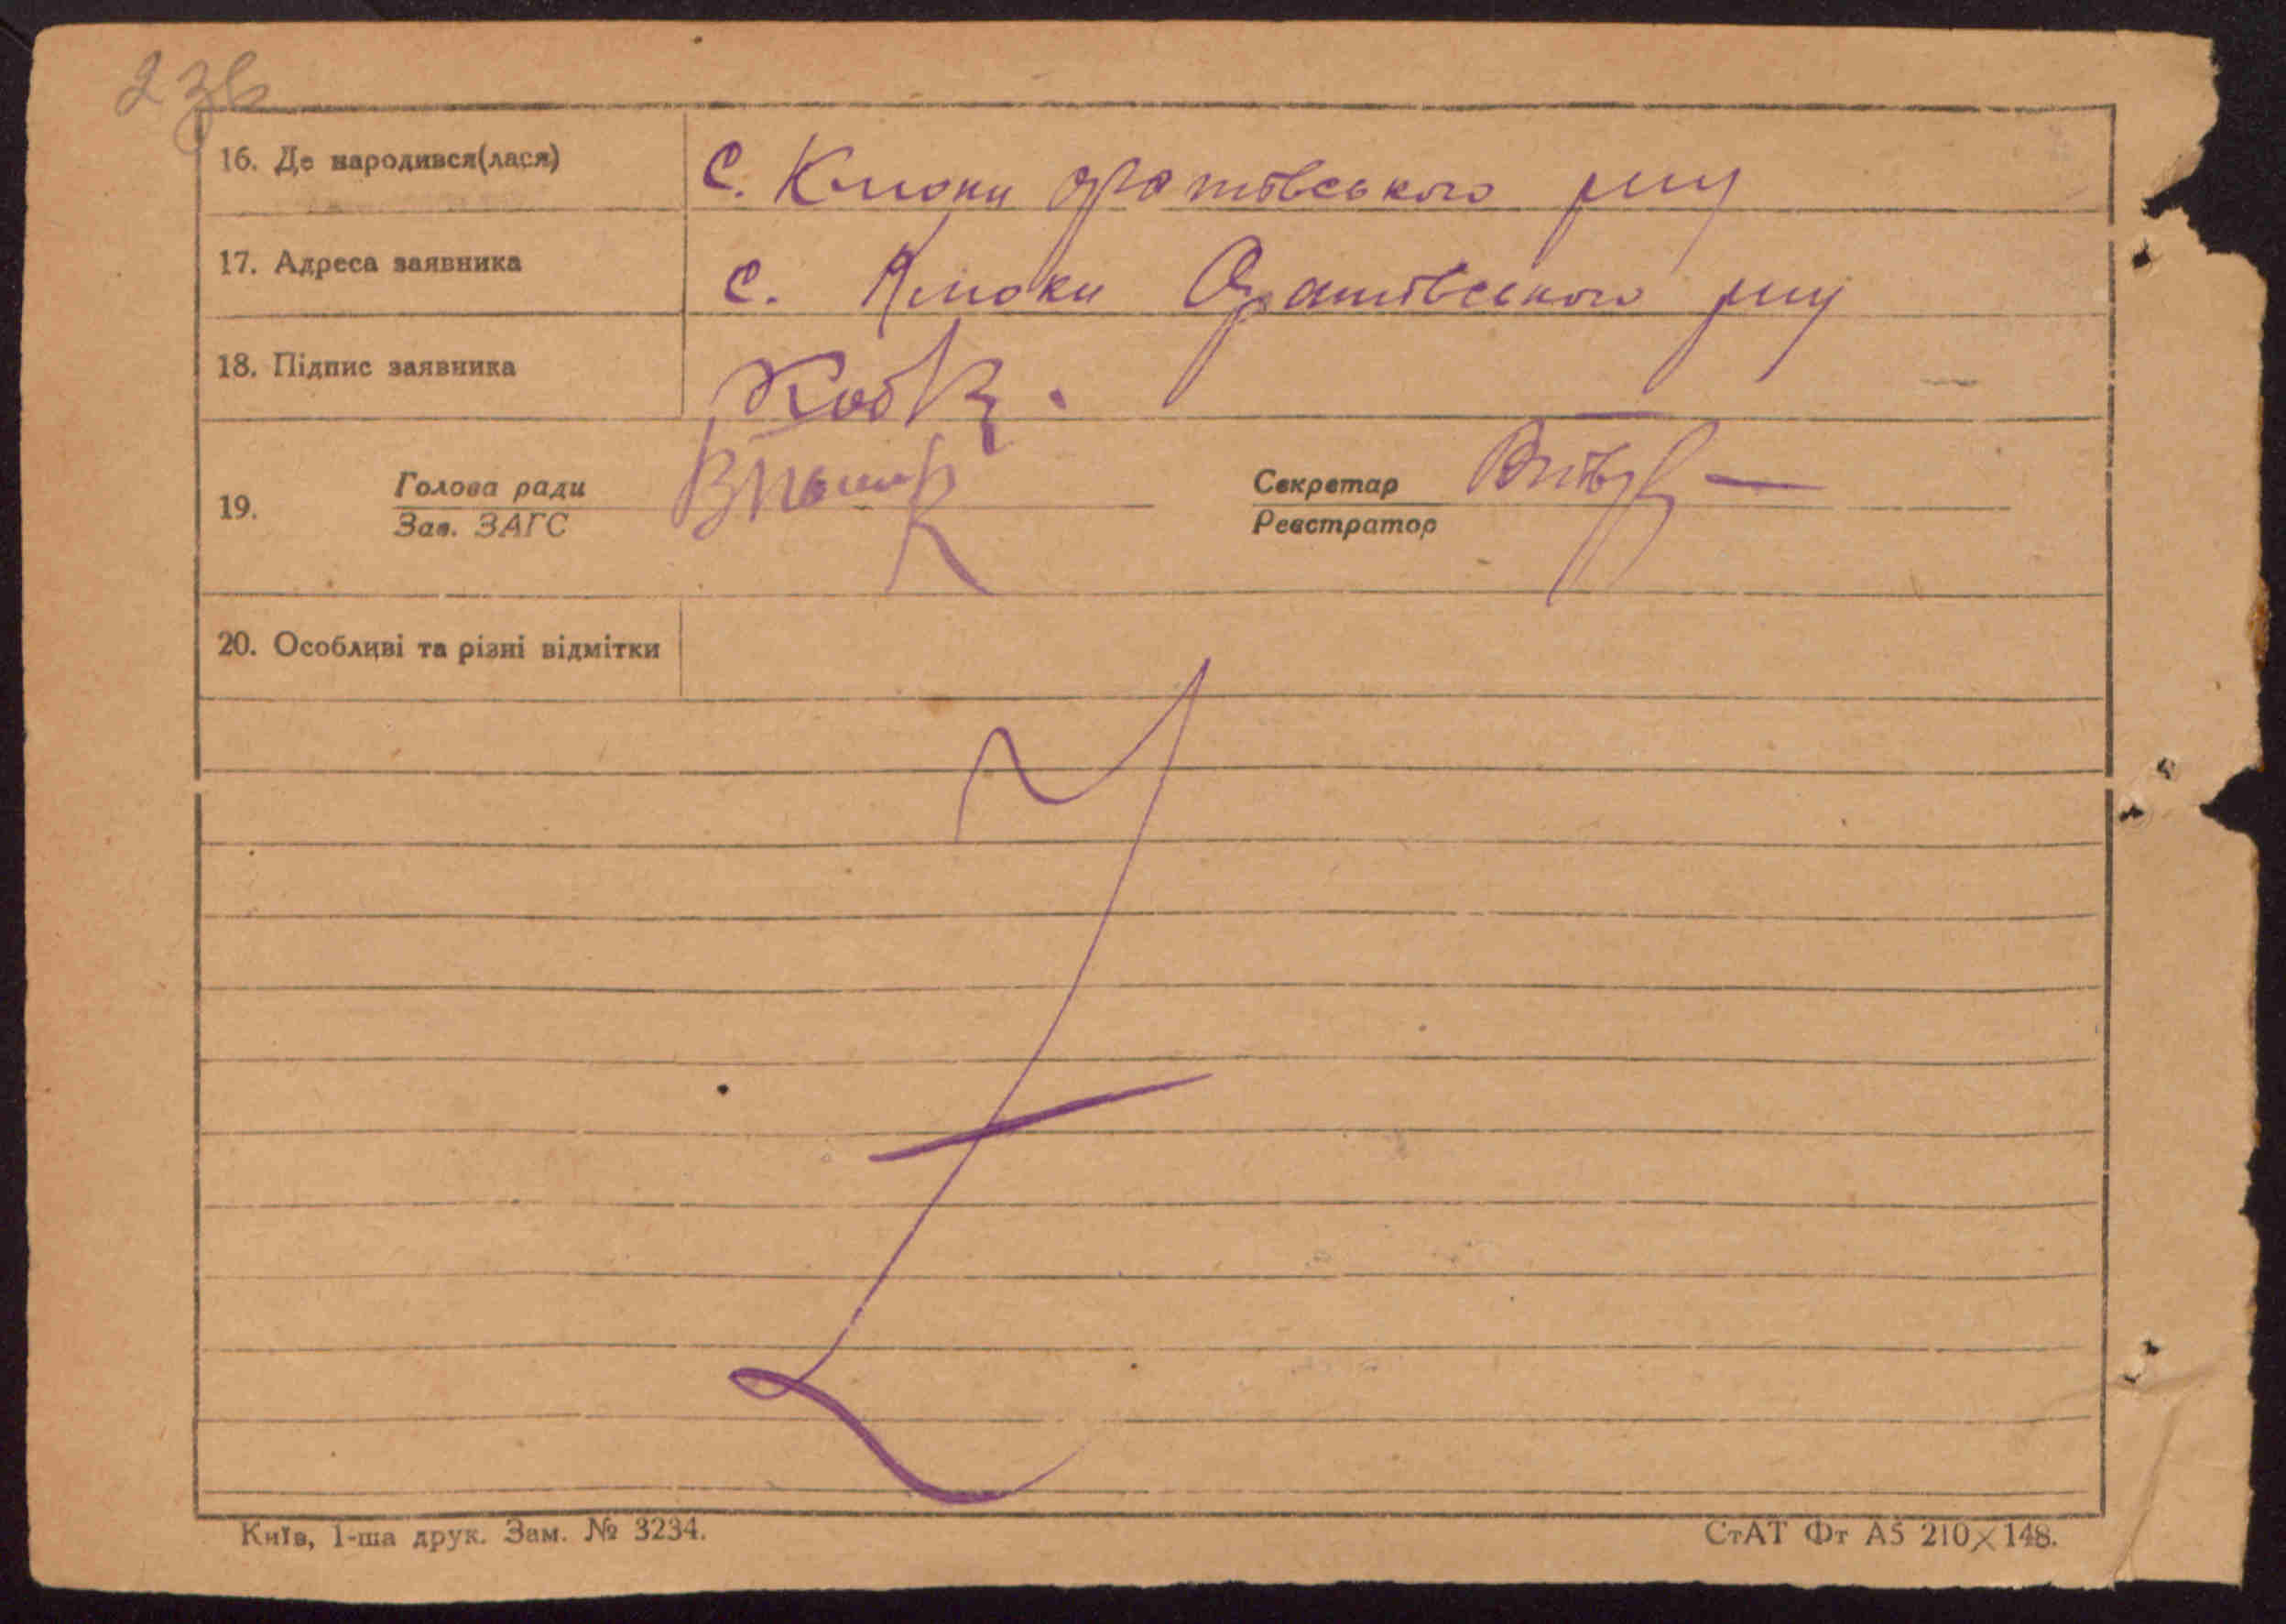 2 зв
16. Де народився(лася) с. Клюки Оратівського р-ну
17. Адреса заявника с. Клюки Оратівського р-ну
18. Підпис заявника
19. Голова ради Секретар
Зав. ЗАГС Реєстратор
20. Особливі та різні відмітки
Київ, 1-ша друк. Зам. № 3234. СтАТ Фт А5 210×148.